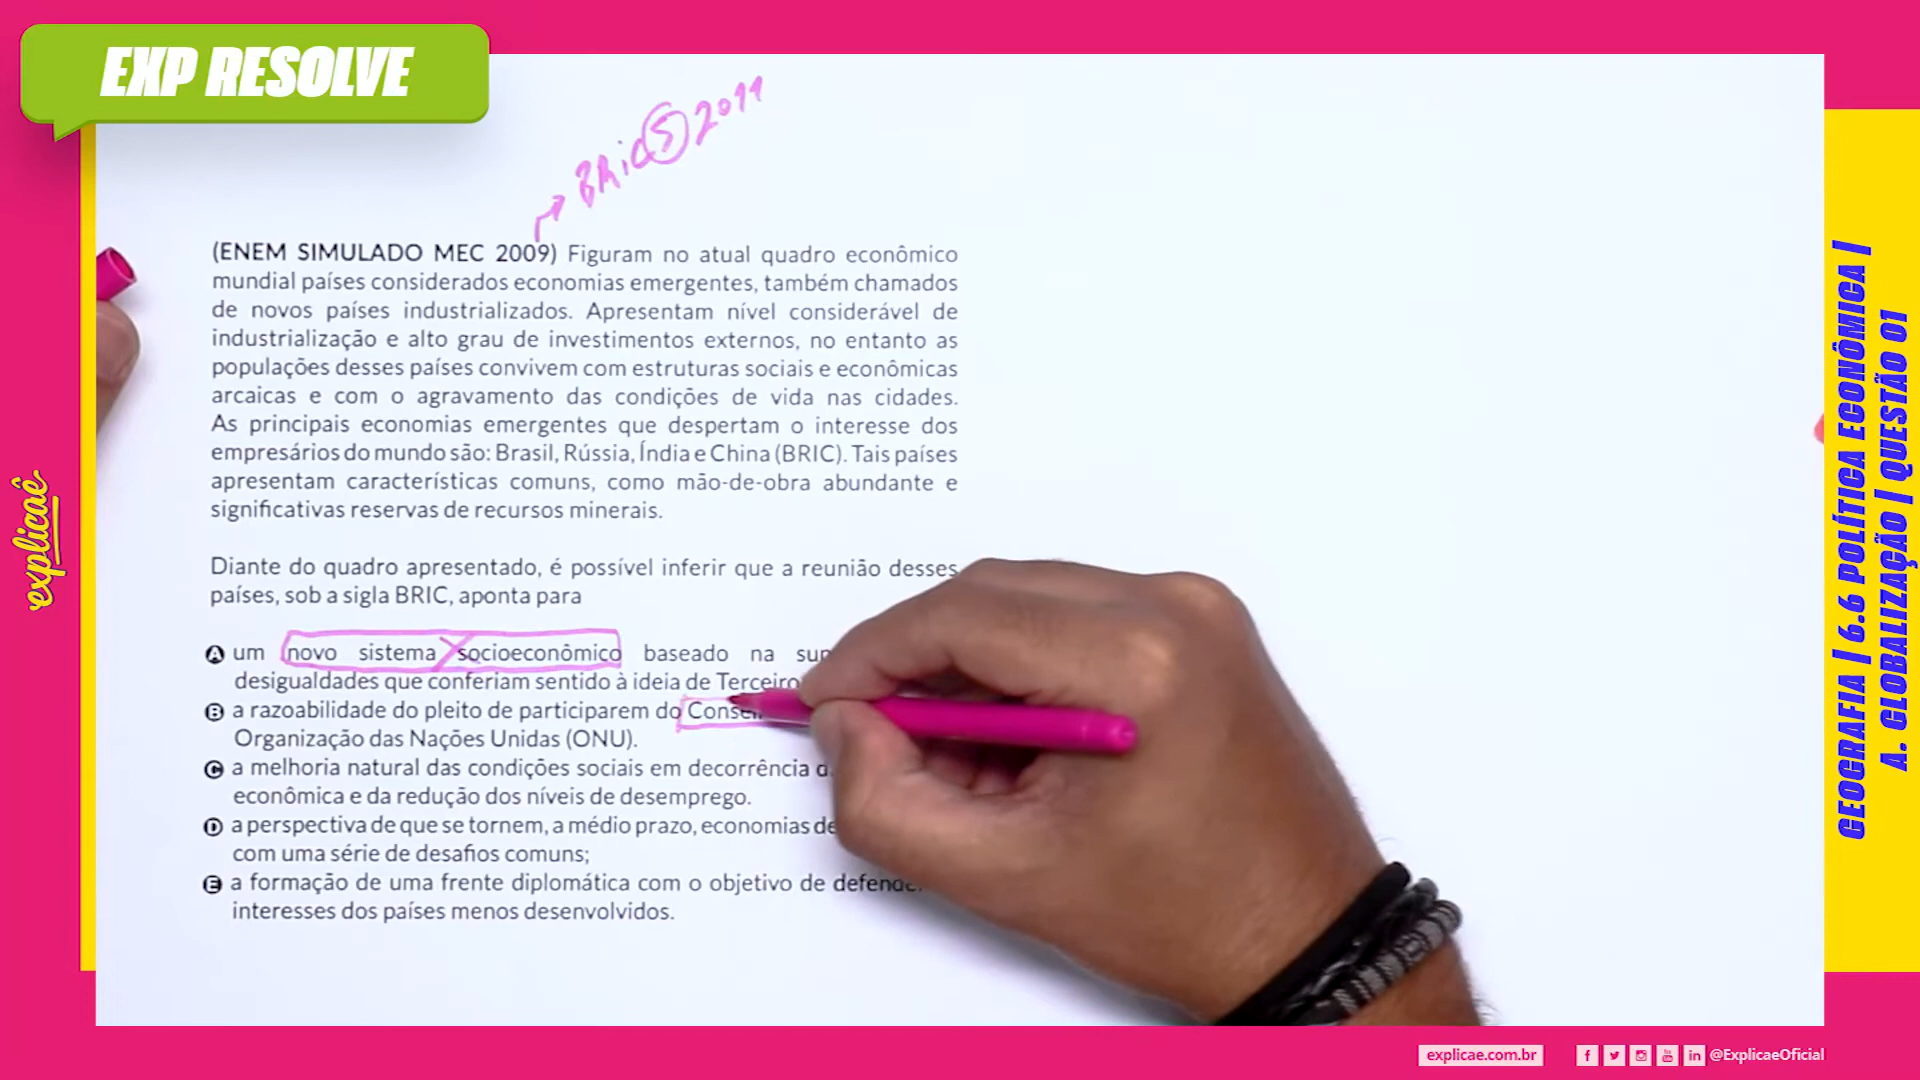 EXP RESOLVE
BRICS 2011
(ENEM SIMULADO MEC 2009) Figuram no atual quadro econômico
mundial países considerados economias emergentes, também chamados
de novos países industrializados. Apresentam nível considerável de
industrialização e alto grau de investimentos externos, no entanto as
populações desses países convivem com estruturas sociais e econômicas
arcaicas e com o agravamento das condições de vida nas cidades.
As principais economias emergentes que despertam o interesse dos
empresários do mundo são: Brasil, Rússia, Índia e China (BRIC). Tais países
apresentam características comuns, como mão-de-obra abundante e
significativas reservas de recursos minerais.
Diante do quadro apresentado, é possível inferir que a reunião desses
países, sob a sigla BRIC, aponta para
A um novo sistema socioeconômico baseado na
desigualdades que conferiam sentido à ideia de Terceiro
B a razoabilidade do pleito de participarem do
Organização das Nações Unidas (ONU).
C a melhoria natural das condições sociais em decorrência
econômica e da redução dos níveis de desemprego.
D a perspectiva de que se tornem, a médio prazo, economias de
com uma série de desafios comuns;
E a formação de uma frente diplomática com o objetivo de defender
interesses dos países menos desenvolvidos.
explicaê
GEOGRAFIA | 6.6 POLÍTICA ECONÔMICA |
A. GLOBALIZAÇÃO | QUESTÃO 01
explicae.com.br
@ExplicaeOficial